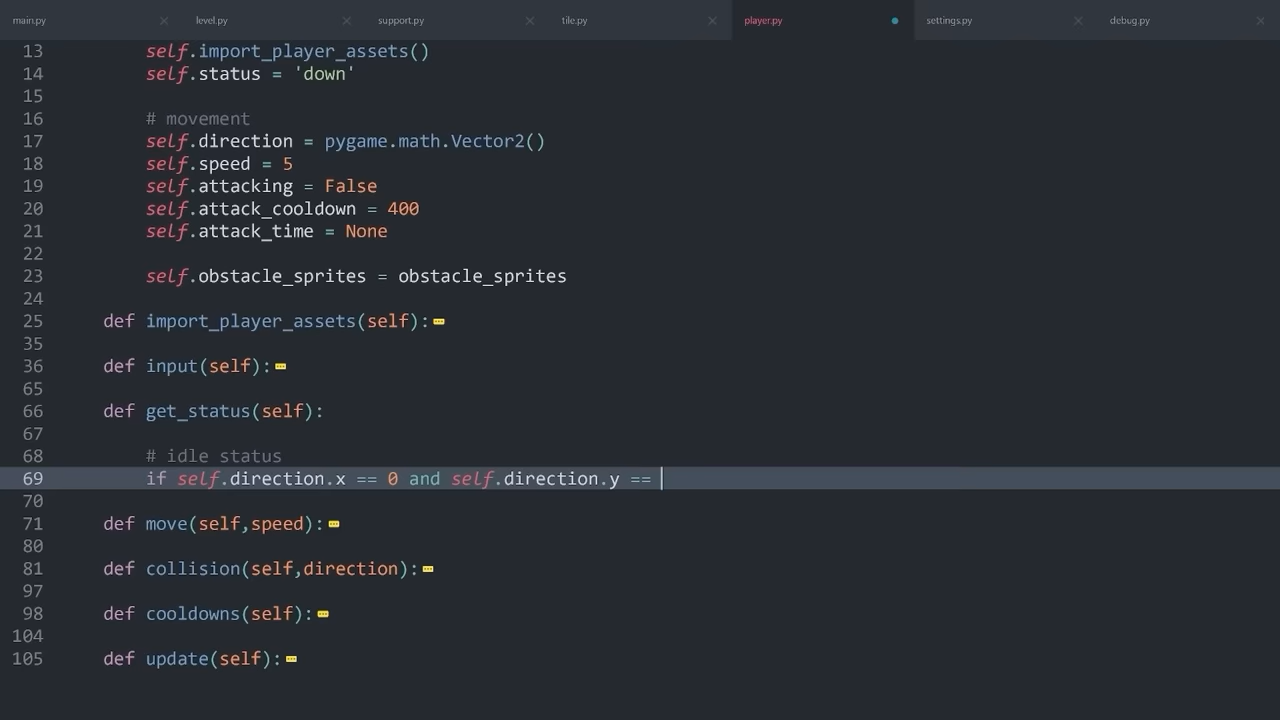 main.py level.py support.py tile.py player.py settings.py debug.py
13 self.import_player_assets()
14 self.status = 'down'
15
16 # movement
17 self.direction = pygame.math.Vector2()
18 self.speed = 5
19 self.attacking = False
20 self.attack_cooldown = 400
21 self.attack_time = None
22
23 self.obstacle_sprites = obstacle_sprites
24
25 def import_player_assets(self):
35
36 def input(self):
65
66 def get_status(self):
67
68 # idle status
69 if self.direction.x == 0 and self.direction.y ==
70
71 def move(self,speed):
80
81 def collision(self,direction):
97
98 def cooldowns(self):
104
105 def update(self):